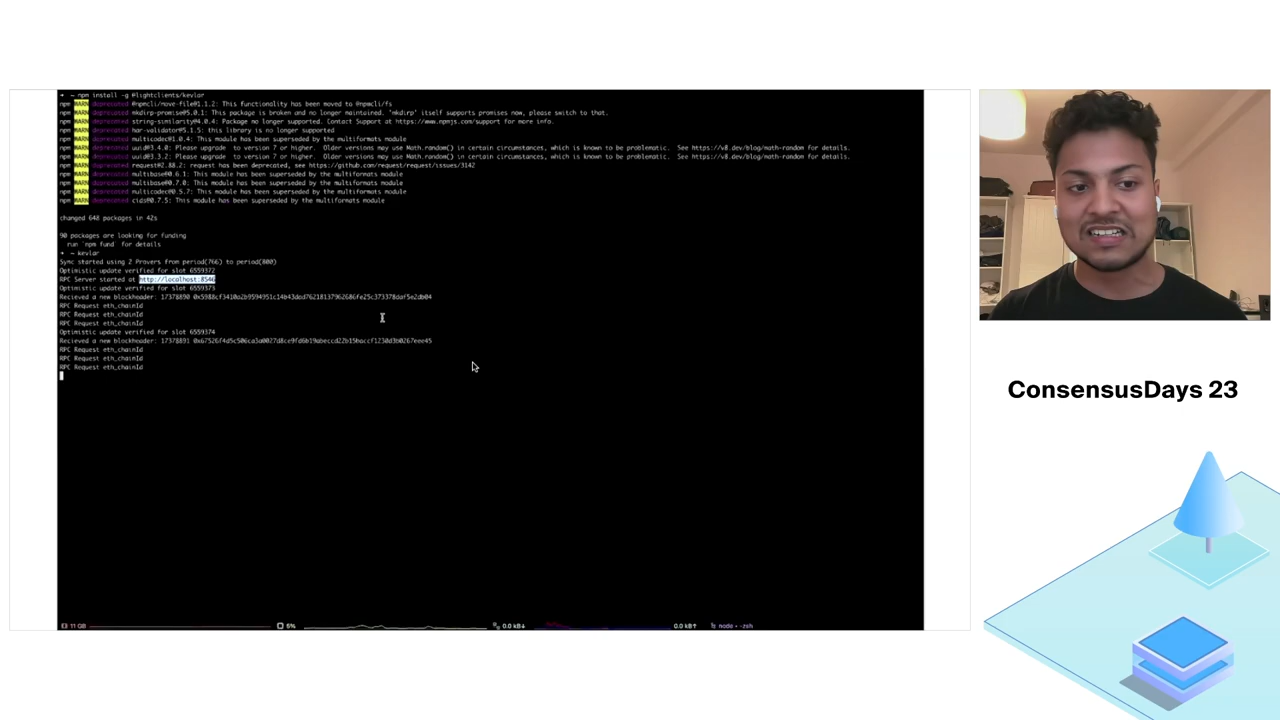 ➜ ~ npm install -g @lightclients/kevlar
npm WARN deprecated @npmcli/move-file@1.1.2: This functionality has been moved to @npmcli/fs
npm WARN deprecated mkdirp-promise@5.0.1: This package is broken and no longer maintained. 'mkdirp' itself supports promises now, please switch to that.
npm WARN deprecated string-similarity@4.0.4: Package no longer supported. Contact Support at https://www.npmjs.com/support for more info.
npm WARN deprecated har-validator@5.1.5: this library is no longer supported
npm WARN deprecated multicodec@1.0.4: This module has been superseded by the multiformats module
npm WARN deprecated uuid@3.4.0: Please upgrade  to version 7 or higher.  Older versions may use Math.random() in certain circumstances, which is known to be problematic.  See https://v8.dev/blog/math-random for details.
npm WARN deprecated uuid@3.3.2: Please upgrade  to version 7 or higher.  Older versions may use Math.random() in certain circumstances, which is known to be problematic.  See https://v8.dev/blog/math-random for details.
npm WARN deprecated request@2.88.2: request has been deprecated, see https://github.com/request/request/issues/3142
npm WARN deprecated multibase@0.6.1: This module has been superseded by the multiformats module
npm WARN deprecated multibase@0.7.0: This module has been superseded by the multiformats module
npm WARN deprecated multicodec@0.5.7: This module has been superseded by the multiformats module
npm WARN deprecated cids@0.7.5: This module has been superseded by the multiformats module
changed 648 packages in 42s
90 packages are looking for funding
run `npm fund` for details
➜ ~ kevlar
Sync started using 2 Provers from period(766) to period(800)
Optimistic update verified for slot 6559372
RPC Server started at http://localhost:8546
Optimistic update verified for slot 6559373
Recieved a new blockheader: 17378890
RPC Request eth_chainId
RPC Request eth_chainId
RPC Request eth_chainId
Optimistic update verified for slot 6559374
Recieved a new blockheader: 17378891
RPC Request eth_chainId
RPC Request eth_chainId
RPC Request eth_chainId
11 GB 5% 0.0 kB↓ 0.0 kB↑ node • -zsh
ConsensusDays 23